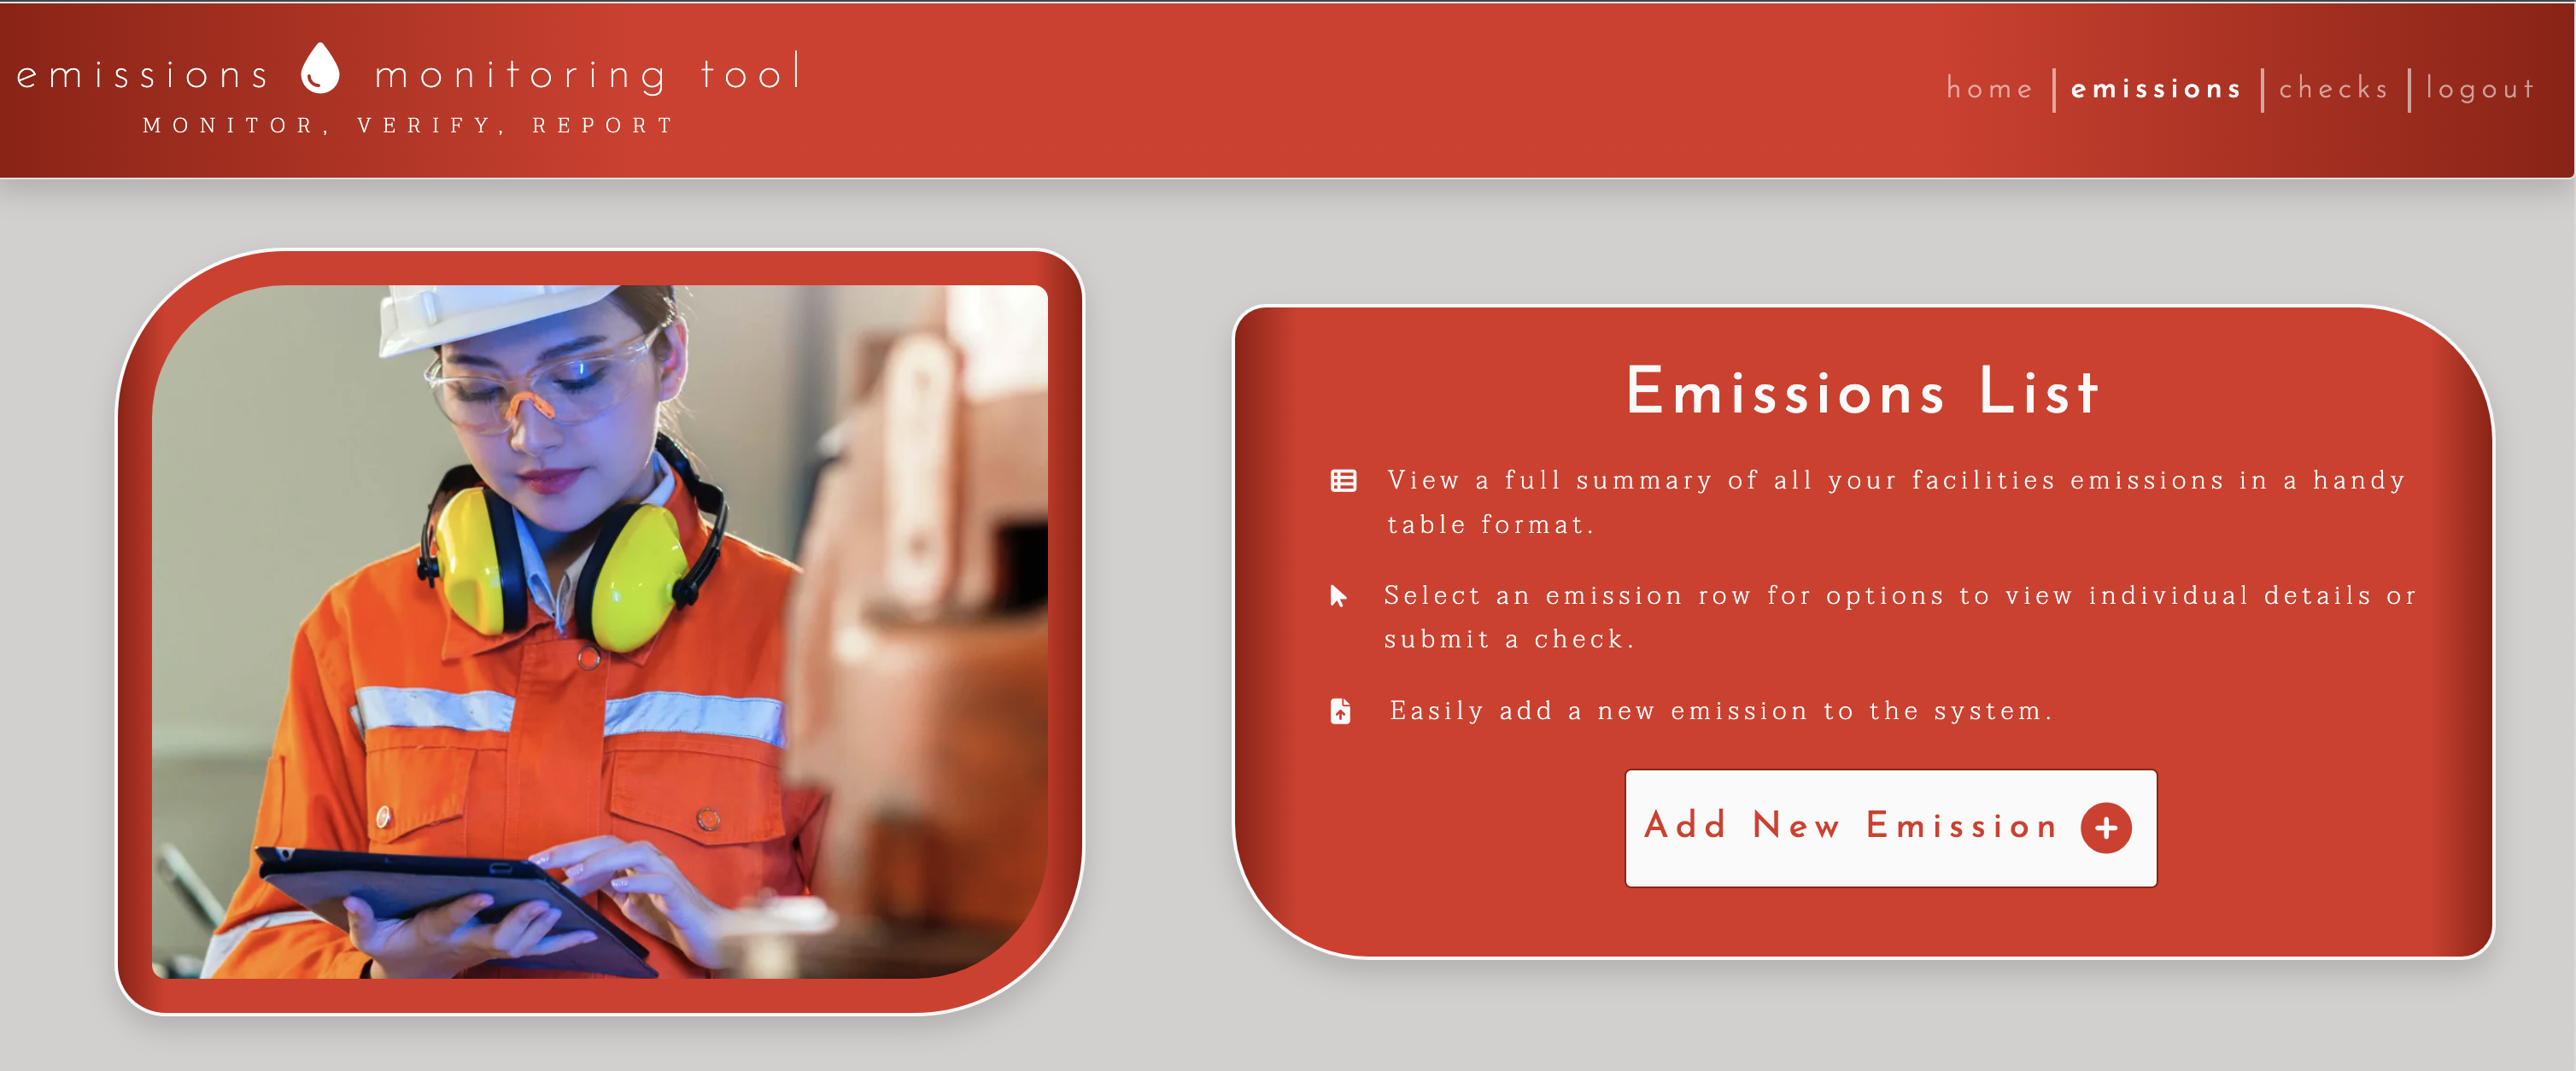 emissions monitoring tool
MONITOR, VERIFY, REPORT
home | emissions | checks | logout
Emissions List
View a full summary of all your facilities emissions in a handy
table format.
Select an emission row for options to view individual details or
submit a check.
Easily add a new emission to the system.
Add New Emission